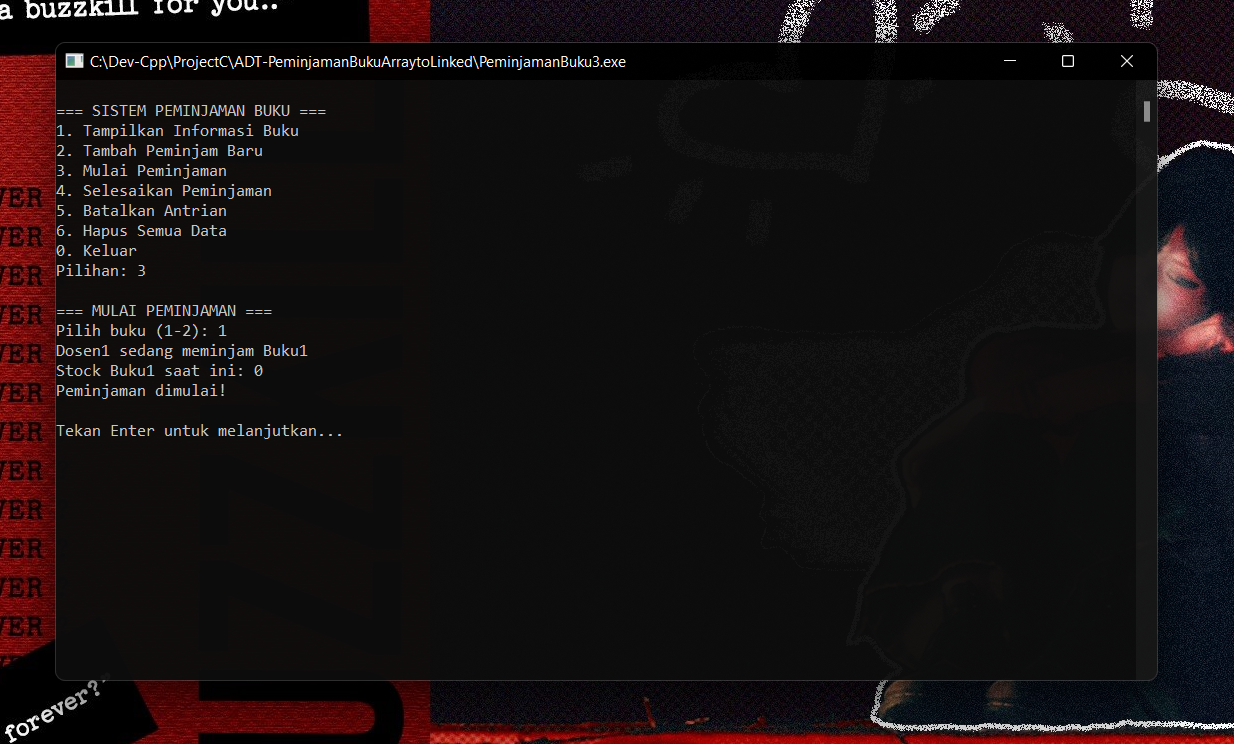 a buzzkill for you..
C:\Dev-Cpp\ProjectC\ADT-PeminjamanBukuArraytoLinked\PeminjamanBuku3.exe
=== SISTEM PEMINJAMAN BUKU ===
1. Tampilkan Informasi Buku
2. Tambah Peminjam Baru
3. Mulai Peminjaman
4. Selesaikan Peminjaman
5. Batalkan Antrian
6. Hapus Semua Data
0. Keluar
Pilihan: 3
=== MULAI PEMINJAMAN ===
Pilih buku (1-2): 1
Dosen1 sedang meminjam Buku1
Stock Buku1 saat ini: 0
Peminjaman dimulai!
Tekan Enter untuk melanjutkan...
VER
VER
VER
VER
VER
VER
VER
VER
VER
VER
VER
VER
forever?